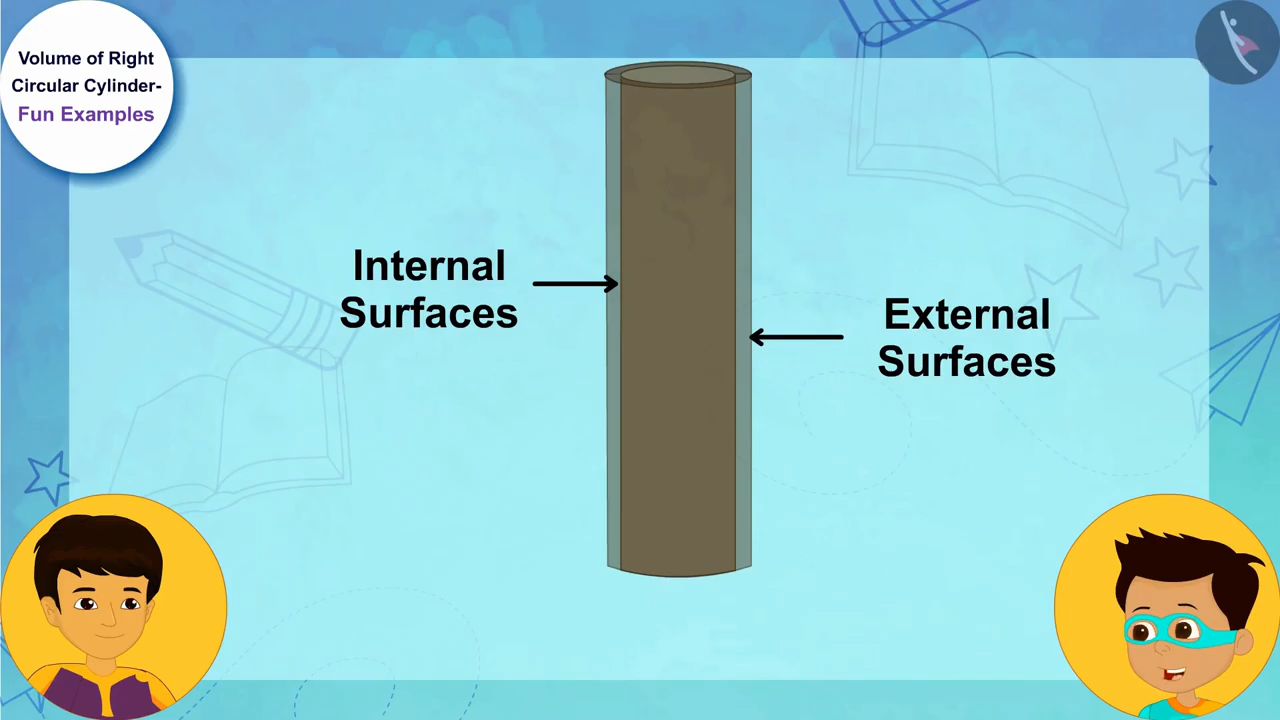 Volume of Right
Circular Cylinder-
Fun Examples
Internal
Surfaces
External
Surfaces